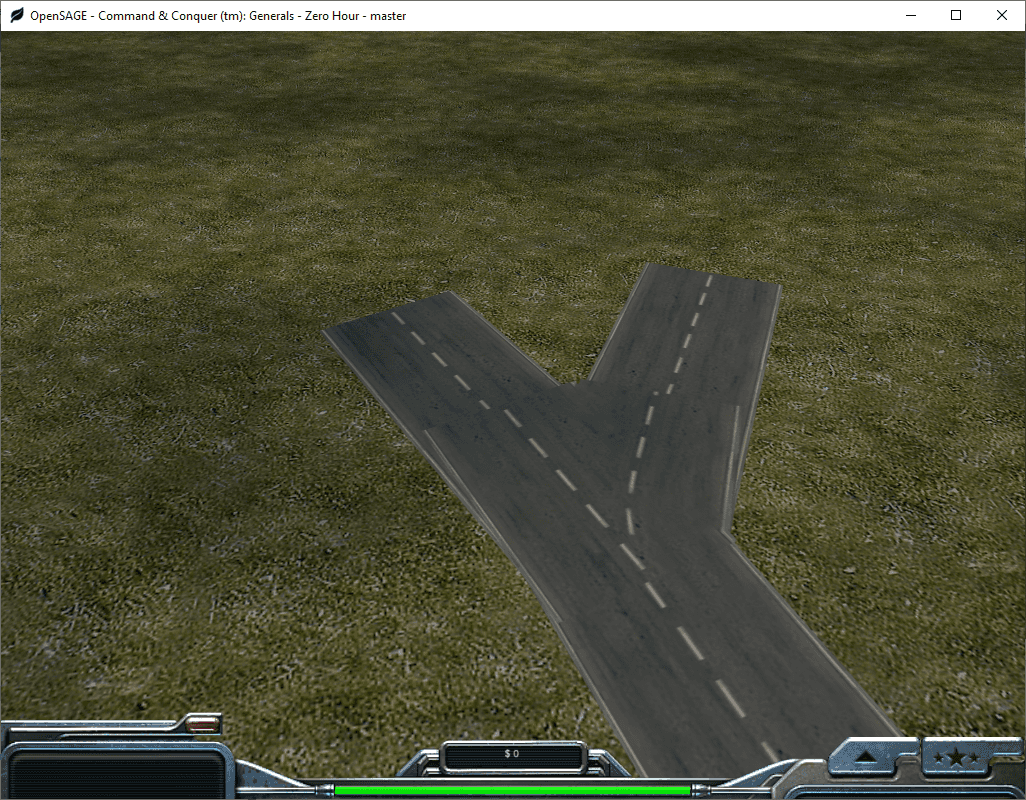 OpenSAGE - Command & Conquer (tm): Generals - Zero Hour - master
$ 0